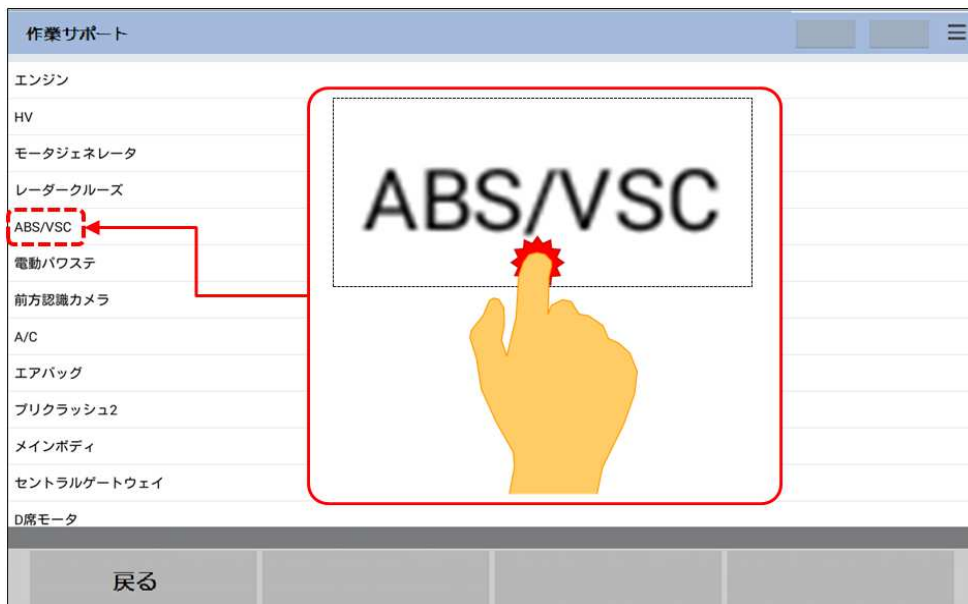 作業サポート
エンジン
HV
モータジェネレータ
レーダークルーズ
ABS/VSC
電動パワステ
前方認識カメラ
A/C
エアバッグ
プリクラッシュ2
メインボディ
セントラルゲートウェイ
D席モータ
ABS/VSC
戻る